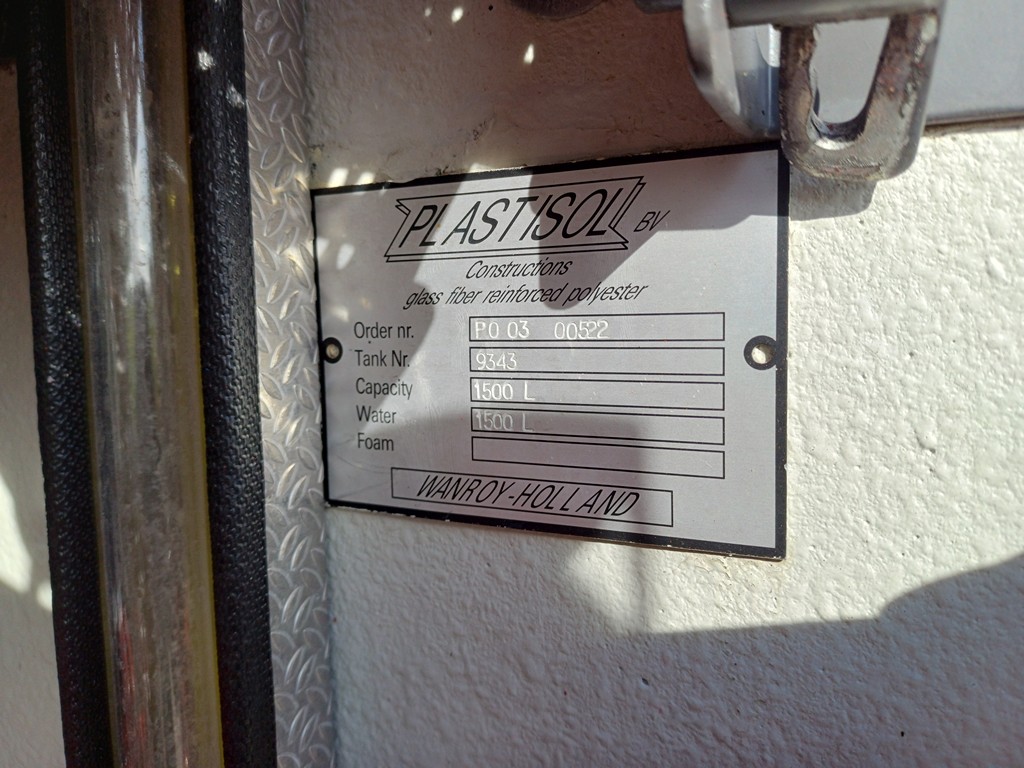 PLASTISOL BV
Constructions
glass fiber reinforced polyester
Order nr. P0 03 00522
Tank Nr. 9343
Capacity 1500 L
Water 1500 L
Foam
WANROY-HOLLAND